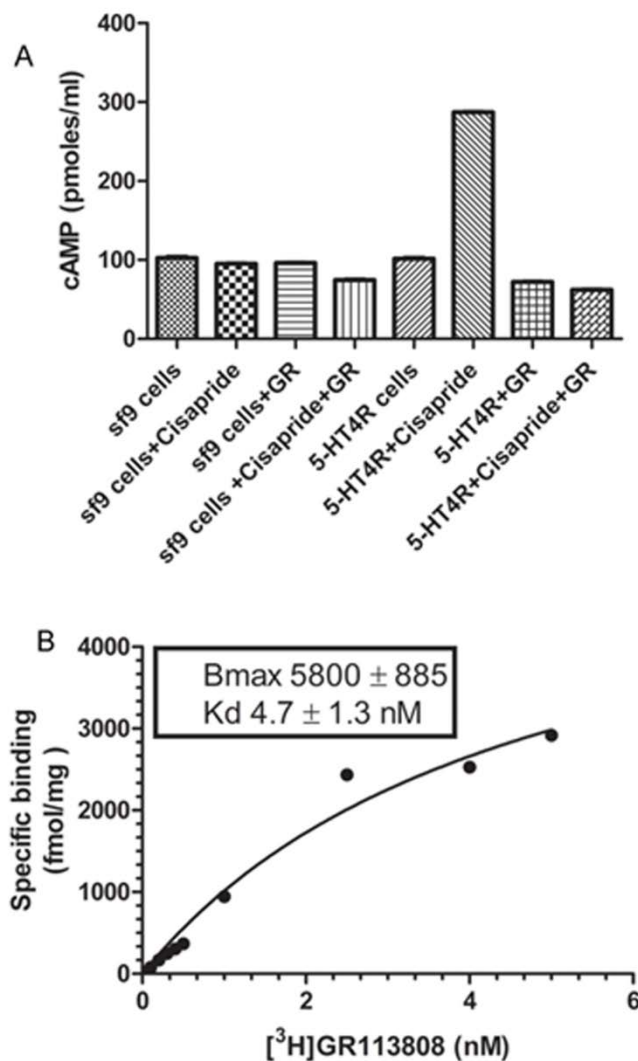 A
400
300
200
100
0
cAMP (pmoles/ml)
sf9 cells
sf9 cells+Cisapride
sf9 cells+GR
sf9 cells +Cisapride+GR
5-HT4R cells
5-HT4R+Cisapride
5-HT4R+GR
5-HT4R+Cisapride+GR
B
4000
3000
2000
1000
0
Specific binding
(fmol/mg )
Bmax 5800 ± 885
Kd 4.7 ± 1.3 nM
0
2
4
6
[³H]GR113808 (nM)